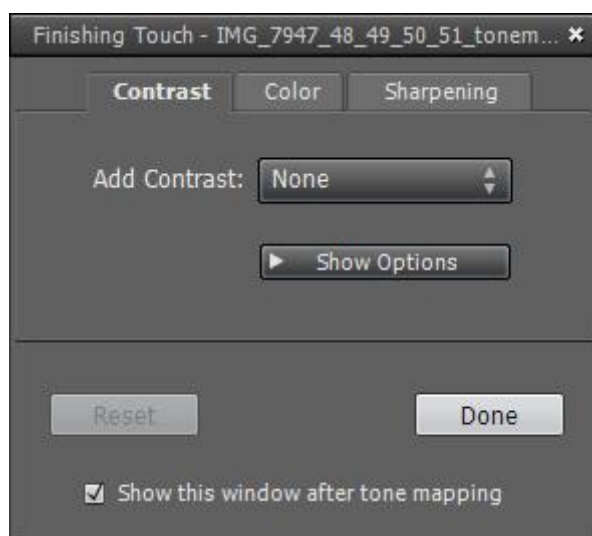 Finishing Touch - IMG_7947_48_49_50_51_tonem...
Contrast Color Sharpening
Add Contrast: None
Show Options
Reset Done
Show this window after tone mapping